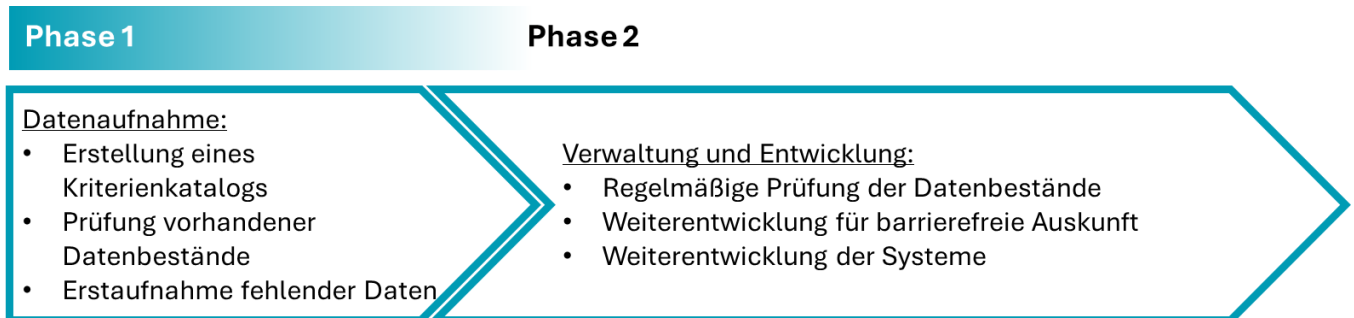 Phase 1
Phase 2
Datenaufnahme:
• Erstellung eines
Kriterienkatalogs
• Prüfung vorhandener
Datenbestände
• Erstaufnahme fehlender Daten
Verwaltung und Entwicklung:
• Regelmäßige Prüfung der Datenbestände
• Weiterentwicklung für barrierefreie Auskunft
• Weiterentwicklung der Systeme